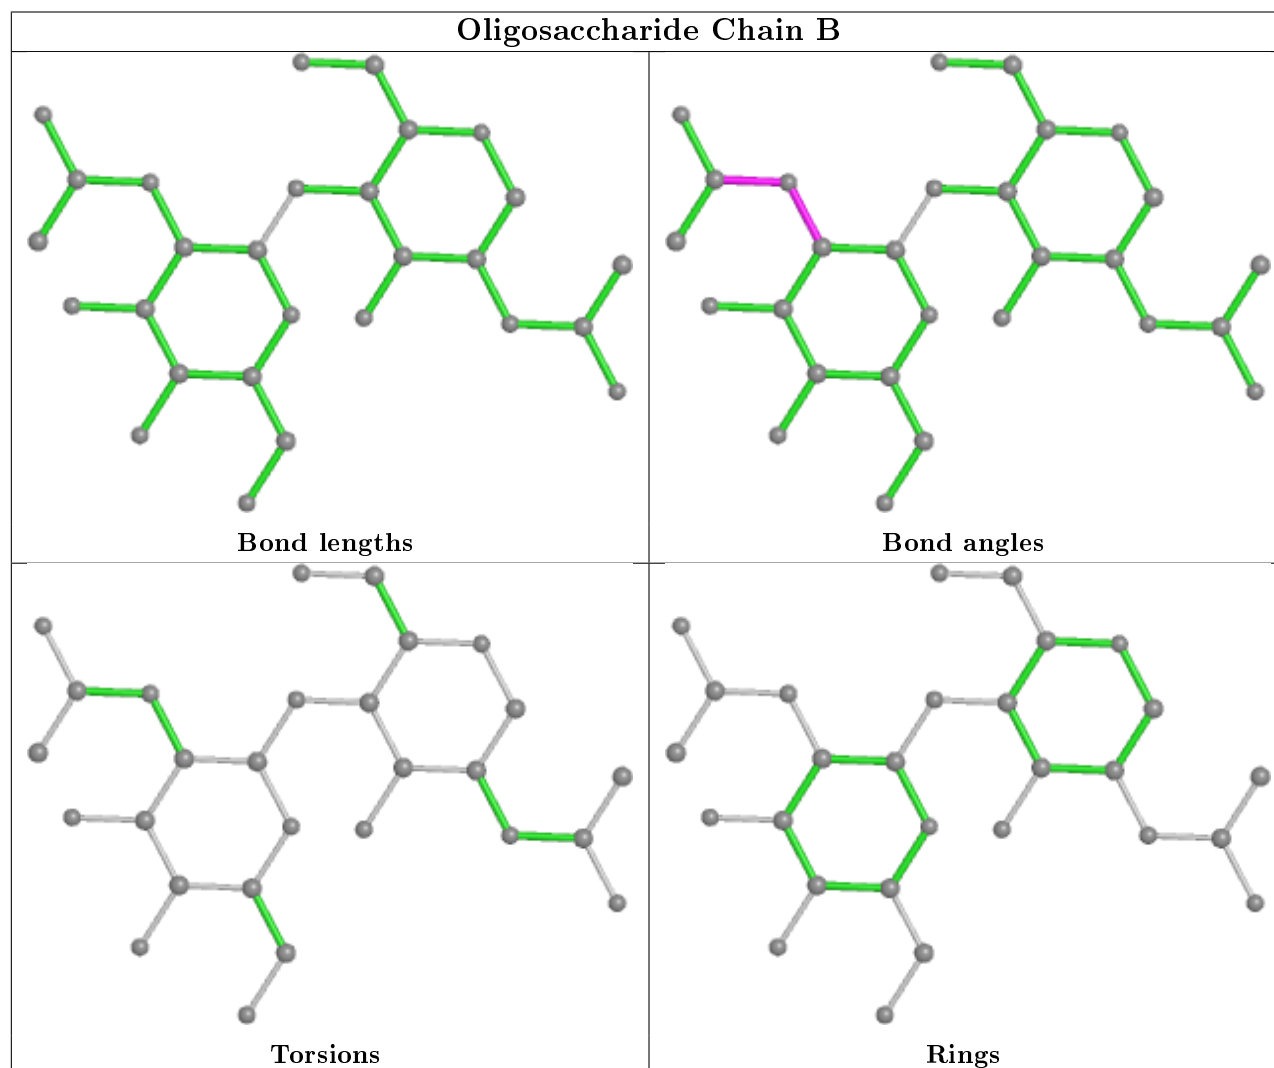 Oligosaccharide Chain B
Bond lengths
Bond angles
Torsions
Rings